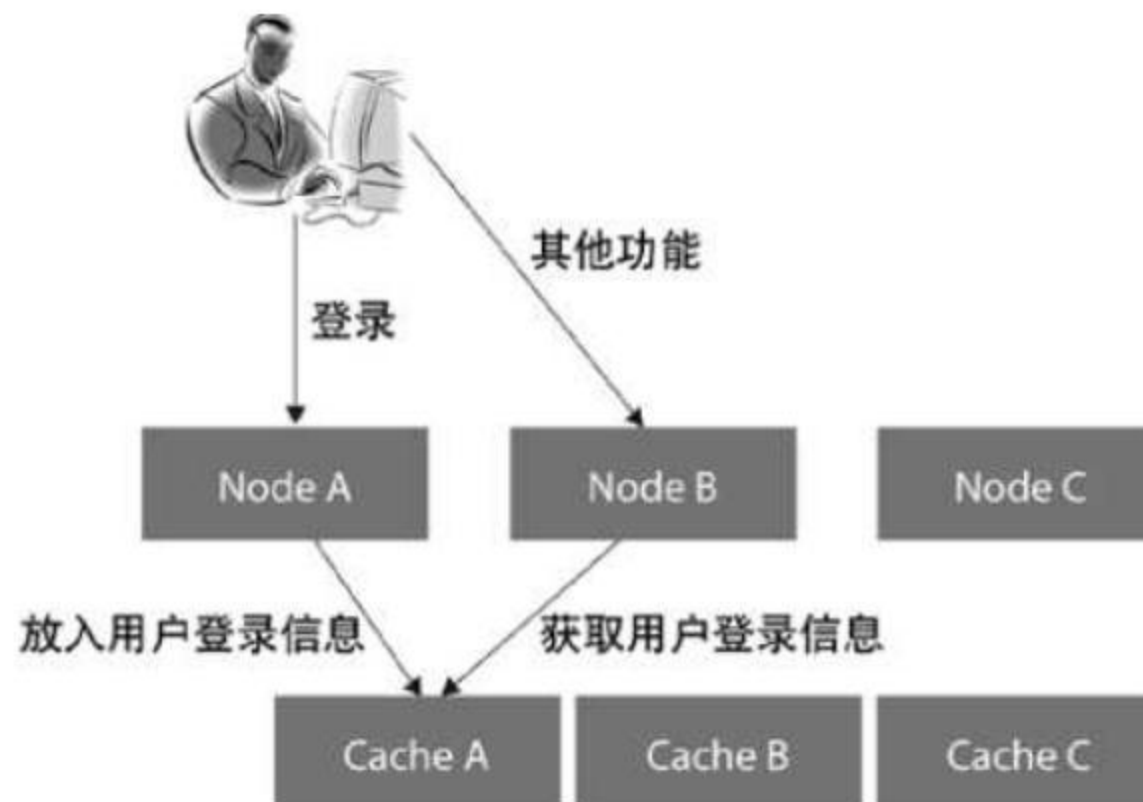 其他功能
登录
Node A
Node B
Node C
放入用户登录信息
获取用户登录信息
Cache A
Cache B
Cache C